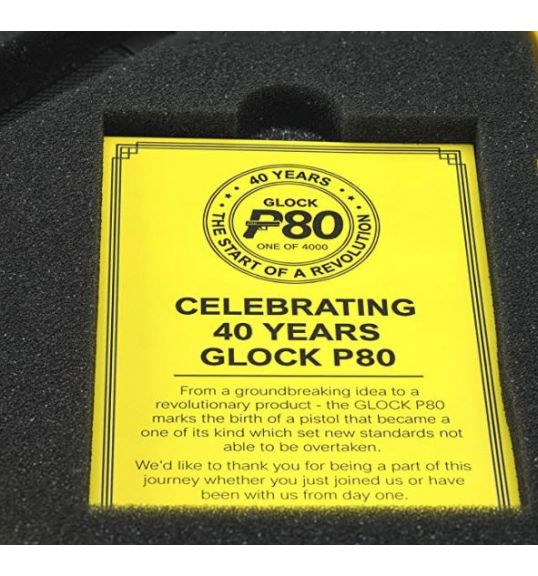 40 YEARS
GLOCK
P80
ONE OF 4000
THE START OF A REVOLUTION
CELEBRATING
40 YEARS
GLOCK P80
From a groundbreaking idea to a
revolutionary product - the GLOCK P80
marks the birth of a pistol that became a
one of its kind which set new standards not
able to be overtaken.
We'd like to thank you for being a part of this
journey whether you just joined us or have
been with us from day one.